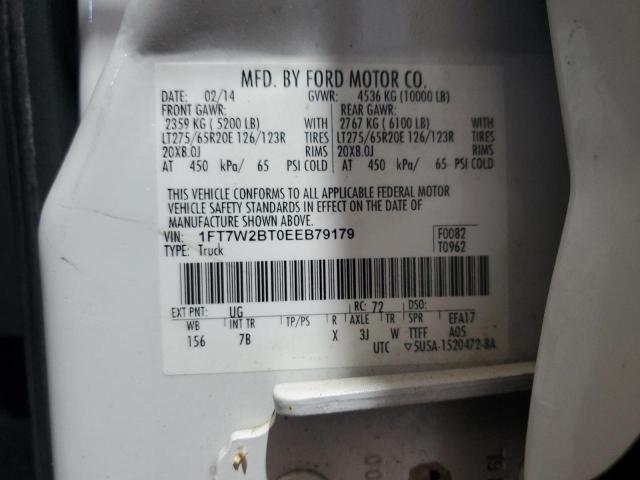 MFD. BY FORD MOTOR CO.
DATE: 02/14 GVWR: 4536 KG (10000 LB)
FRONT GAWR: REAR GAWR:
2359 KG ( 5200 LB) WITH 2767 KG ( 6100 LB) WITH
LT275/65R20E 126/123R TIRES LT275/65R20E 126/123R TIRES
20X8.0J RIMS 20X8.0J RIMS
AT 450 kPa/ 65 PSI COLD AT 450 kPa/ 65 PSI COLD
THIS VEHICLE CONFORMS TO ALL APPLICABLE FEDERAL MOTOR
VEHICLE SAFETY STANDARDS IN EFFECT ON THE DATE OF
MANUFACTURE SHOWN ABOVE.
VIN: 1FT7W2BT0EEB79179 F0082
TYPE: Truck T0962
EXT PNT: UG RC: 72 DSO:
WB INT TR TP/PS R AXLE TR SPR EFA17
156 7B X 3J W TTFF A05
UTC ▽5U5A-1520472-BA